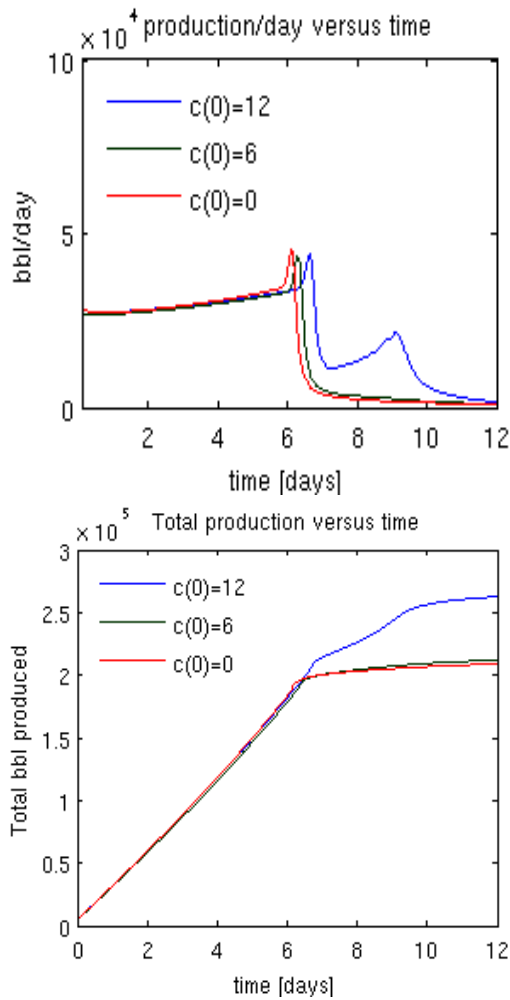 × 10⁴ production/day versus time
10
c(0)=12
c(0)=6
c(0)=0
5
0
bbl/day
2 4 6 8 10 12
time [days]
× 10⁵ Total production versus time
3
c(0)=12
2.5
c(0)=6
c(0)=0
2
1.5
1
0.5
0
Total bbl produced
0 2 4 6 8 10 12
time [days]